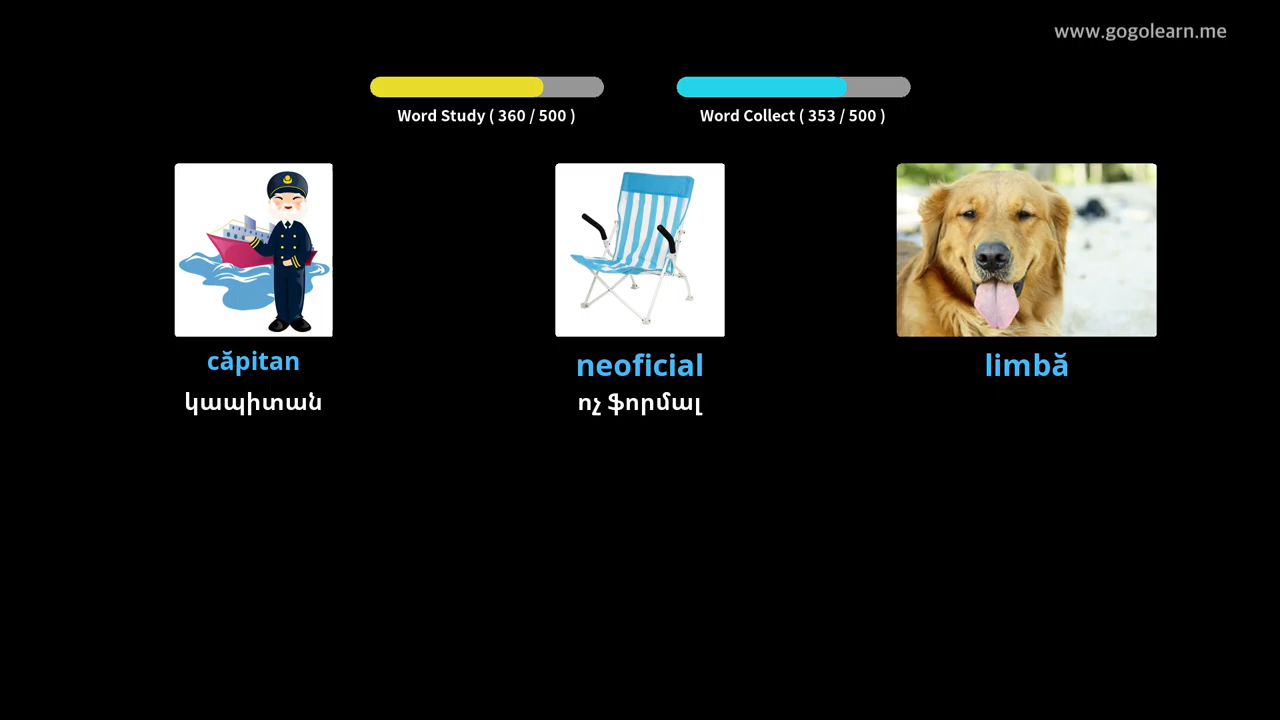 www.gogolearn.me
Word Study ( 360 / 500 )
Word Collect ( 353 / 500 )
căpitan
neoficial
limbă
կապիտան
ոչ ֆորմալ